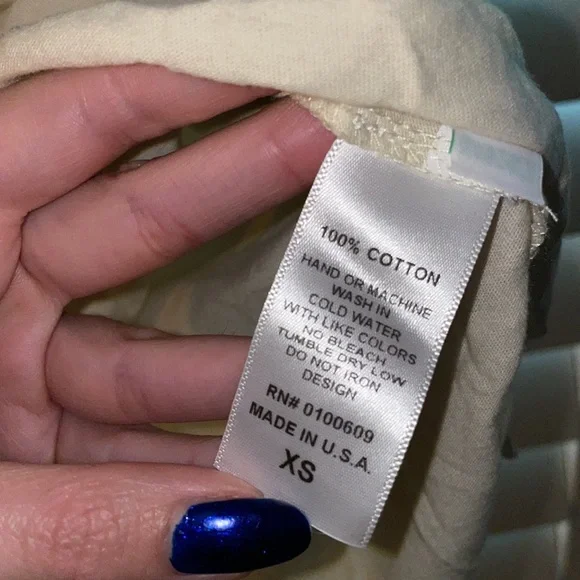 100% COTTON
HAND OR MACHINE
WASH IN
COLD WATER
WITH LIKE COLORS
NO BLEACH
TUMBLE DRY LOW
DO NOT IRON
DESIGN
RN# 0100609
MADE IN U.S.A.
XS